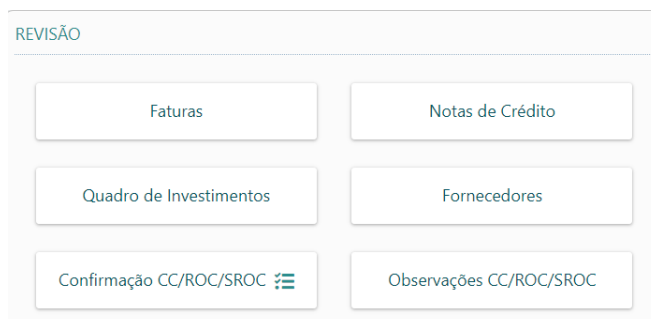 REVISÃO
Faturas
Notas de Crédito
Quadro de Investimentos
Fornecedores
Confirmação CC/ROC/SROC
Observações CC/ROC/SROC